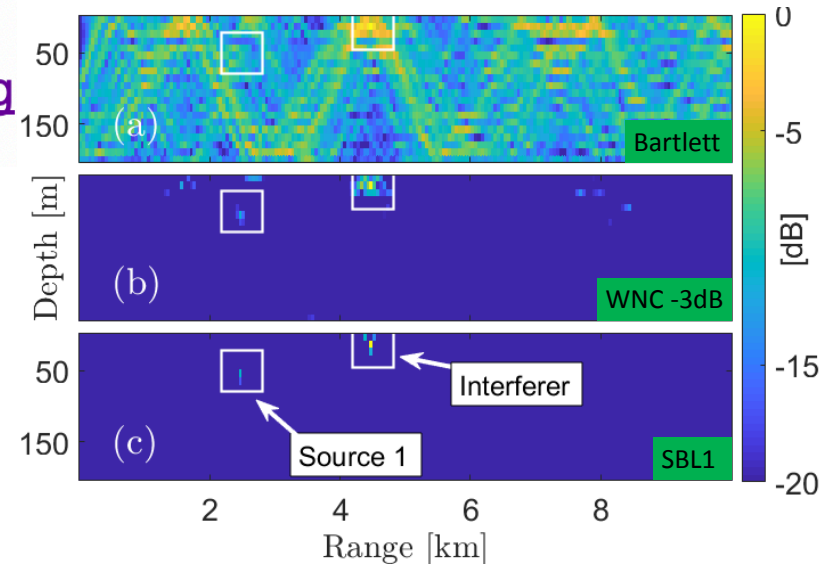 g
50
150
(a)
Bartlett
Depth [m]
(b)
WNC -3dB
50
150
(c)
Interferer
Source 1
SBL1
2 4 6 8
Range [km]
0
-5
-15
-20
[dB]